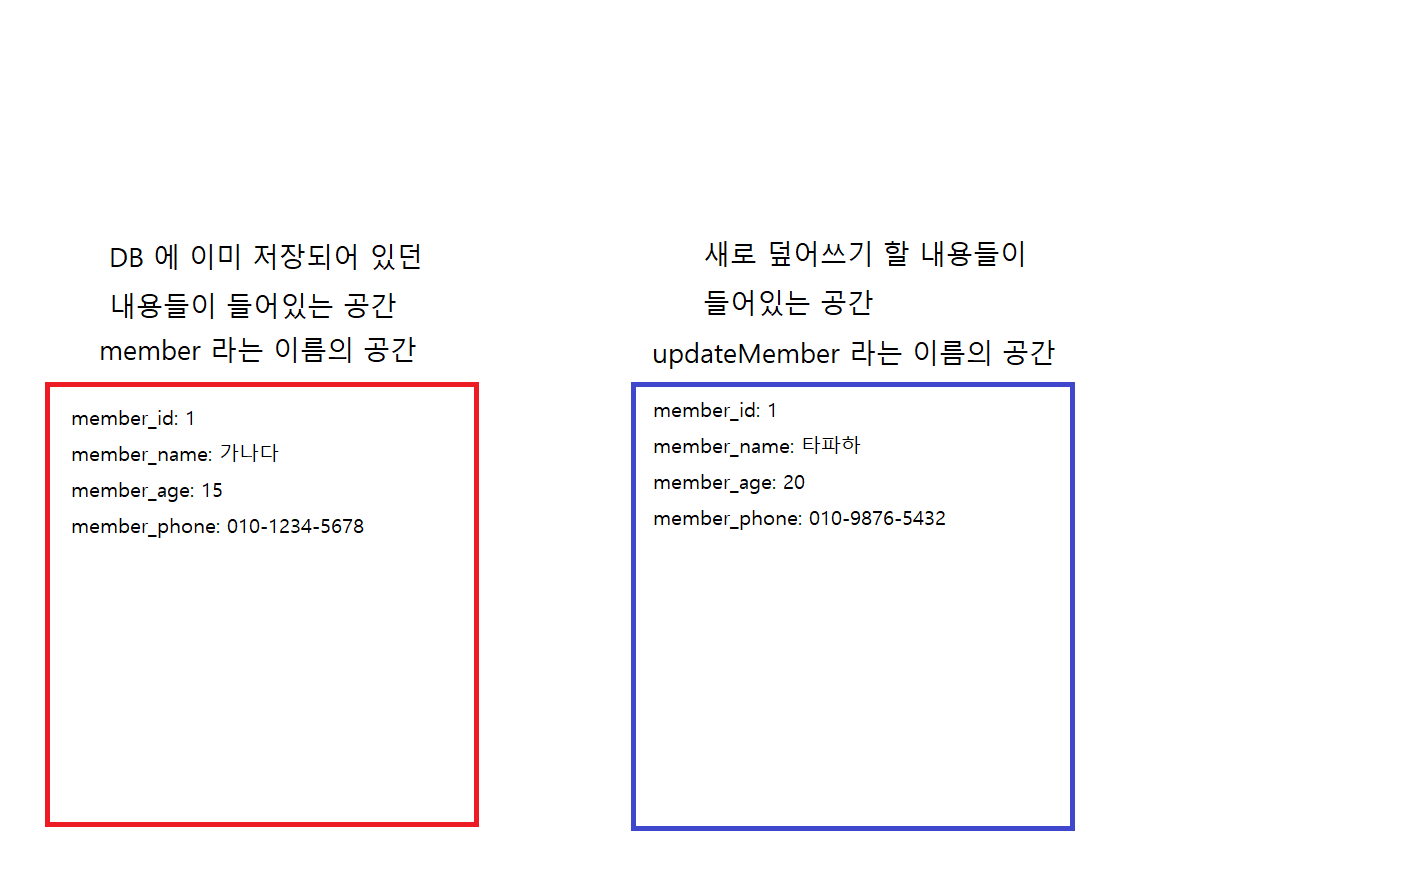 DB 에 이미 저장되어 있던
내용들이 들어있는 공간
member 라는 이름의 공간
member_id: 1
member_name: 가나다
member_age: 15
member_phone: 010-1234-5678
새로 덮어쓰기 할 내용들이
들어있는 공간
updateMember 라는 이름의 공간
member_id: 1
member_name: 타파하
member_age: 20
member_phone: 010-9876-5432